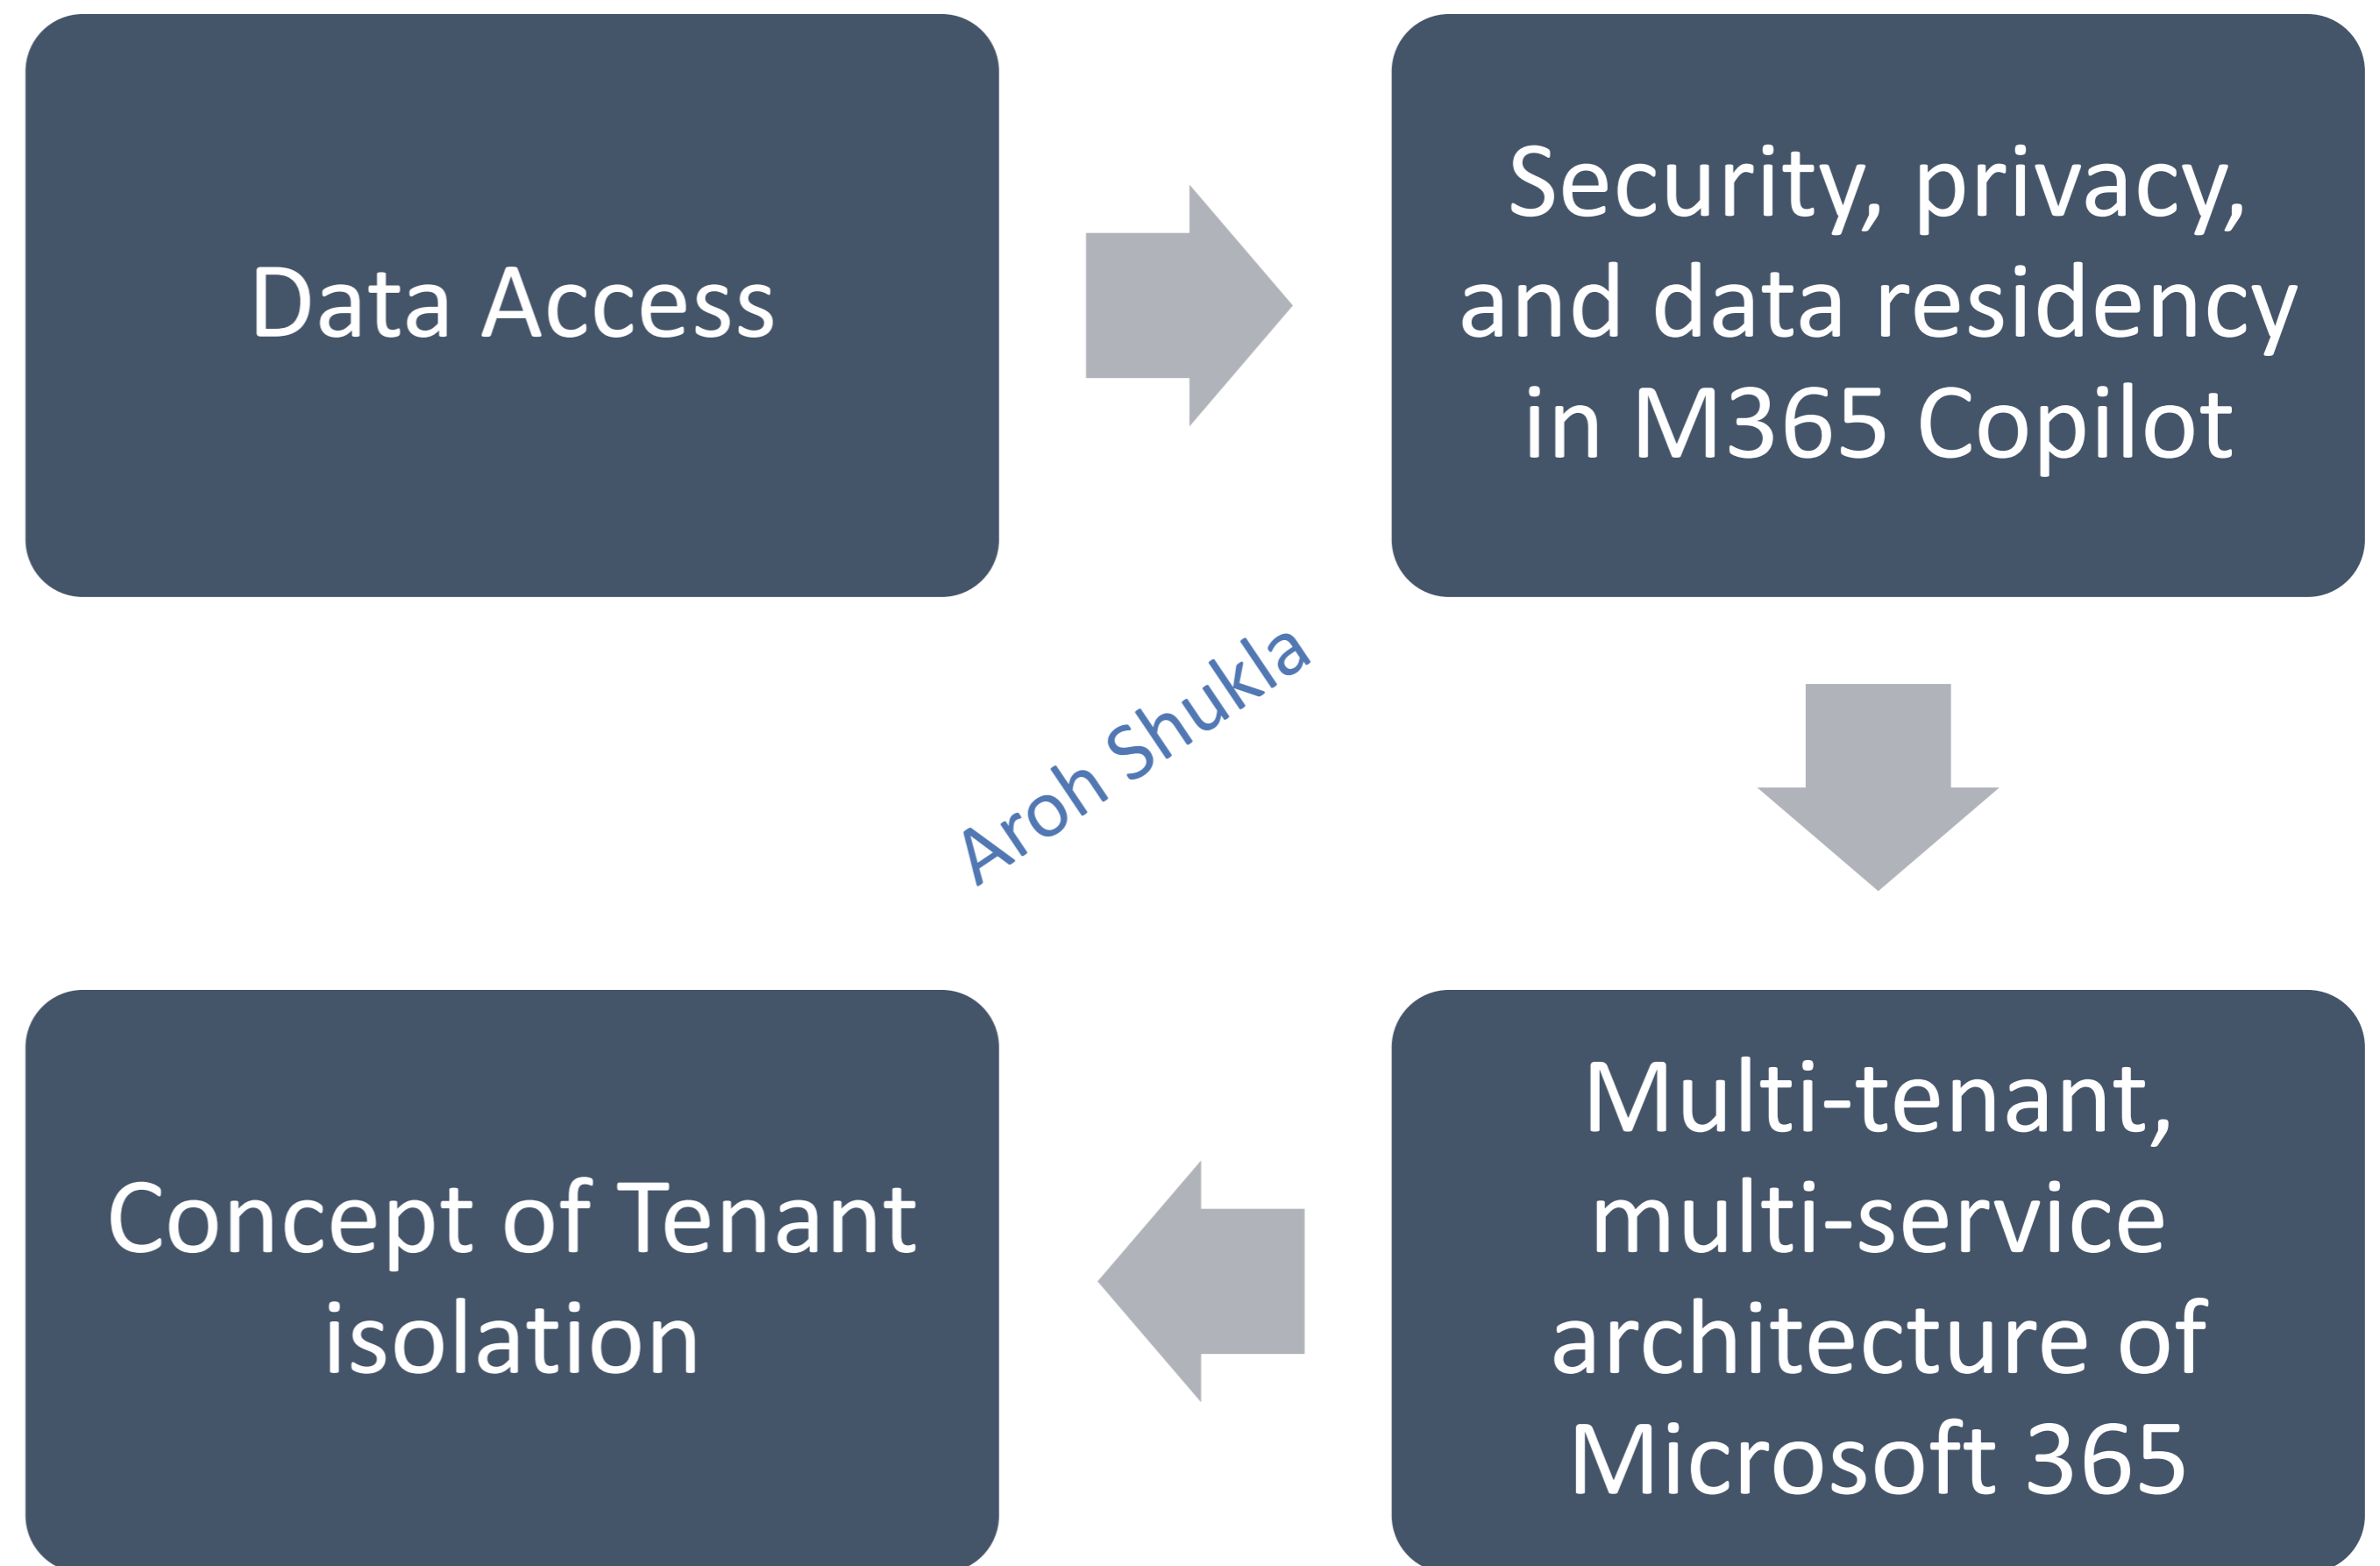 Data Access
Security, privacy,
and data residency
in M365 Copilot
Aroh Shukla
Multi-tenant,
multi-service
architecture of
Microsoft 365
Concept of Tenant
isolation